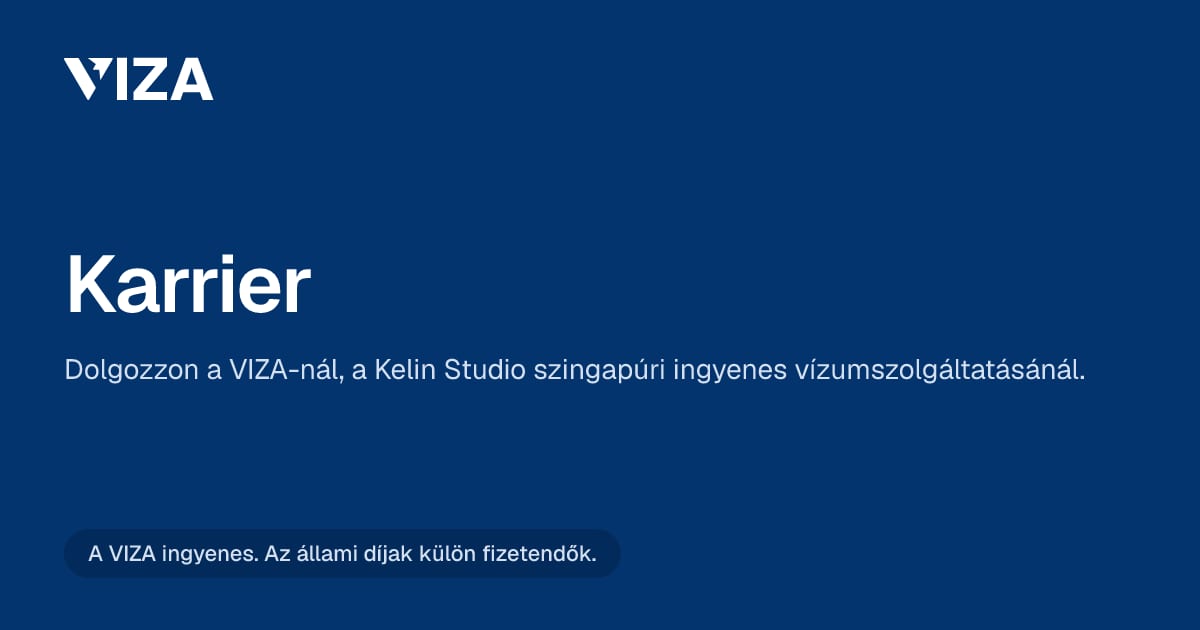 VIZA
Karrier
Dolgozzon a VIZA-nál, a Kelin Studio szingapúri ingyenes vízumszolgáltatásánál.
A VIZA ingyenes. Az állami díjak külön fizetendők.